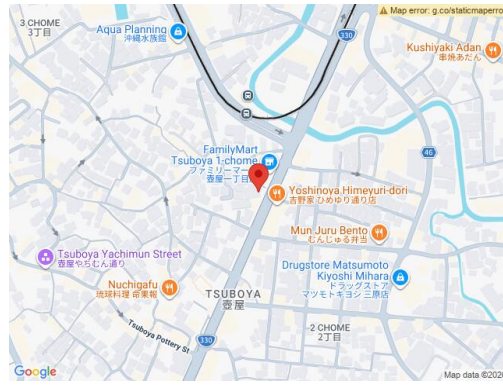 Map error: g.co/staticmaperro
3 CHOME
3丁目
Aqua Planning
沖縄水族館
330
Kushiyaki Adan
串焼あだん
FamilyMart
Tsuboya 1-chome
ファミリーマー
壺屋一丁目
46
Yoshinoya Himeyuri-dori
吉野家 ひめゆり通り店
Mun Juru Bento
むんじゅる弁当
Tsuboya Yachimun Street
壺屋やちむん通り
Drugstore Matsumoto
Kiyoshi Mihara
ドラッグストア
マツモトキヨシ 三原店
Nuchigafu
琉球料理 命果報
TSUBOYA
壺屋
Tsuboya Pottery St
330
2 CHOME
2丁目
Google
Map data ©202